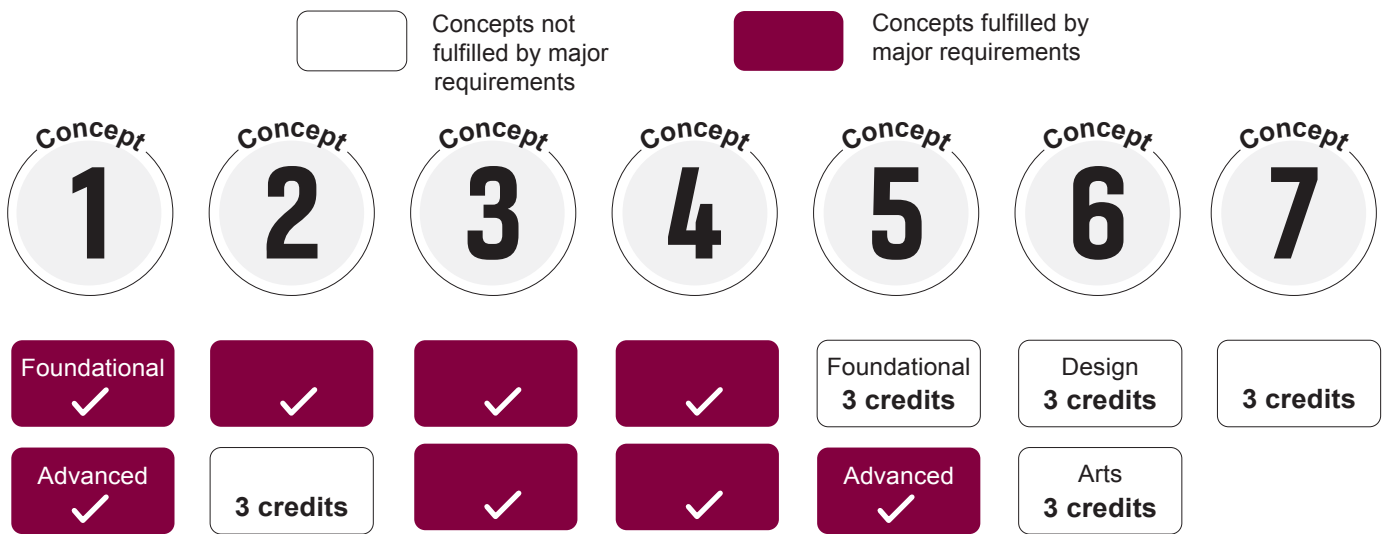 Concepts not
fulfilled by major
requirements
Concepts fulfilled by
major requirements
Concept
1
Concept
2
Concept
3
Concept
4
Concept
5
Concept
6
Concept
7
Foundational
Foundational
3 credits
Design
3 credits
3 credits
Advanced
3 credits
Advanced
Arts
3 credits